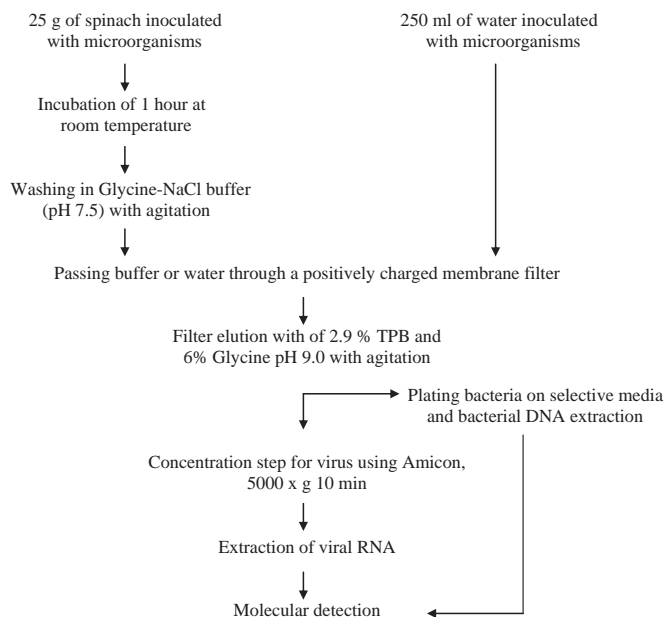 25 g of spinach inoculated
with microorganisms
250 ml of water inoculated
with microorganisms
Incubation of 1 hour at
room temperature
Washing in Glycine-NaCl buffer
(pH 7.5) with agitation
Passing buffer or water through a positively charged membrane filter
Filter elution with of 2.9 % TPB and
6% Glycine pH 9.0 with agitation
Plating bacteria on selective media
and bacterial DNA extraction
Concentration step for virus using Amicon,
5000 x g 10 min
Extraction of viral RNA
Molecular detection